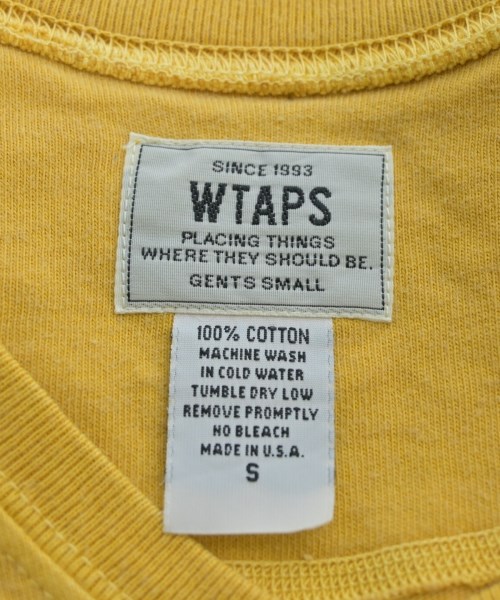 SINCE 1993
WTAPS
PLACING THINGS
WHERE THEY SHOULD BE.
GENTS SMALL
100% COTTON
MACHINE WASH
IN COLD WATER
TUMBLE DRY LOW
REMOVE PROMPTLY
NO BLEACH
MADE IN U.S.A.
S